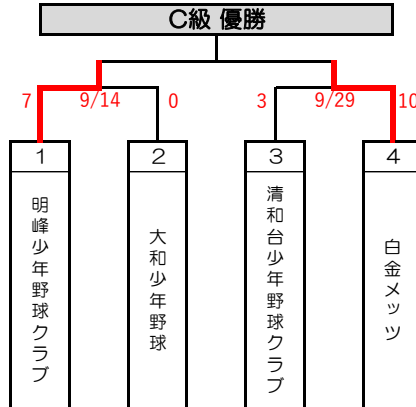 C級 優勝
7 9/14 0 3 9/29 10
1 2 3 4
明峰少年野球クラブ
大和少年野球
清和台少年野球クラブ
白金メッツ